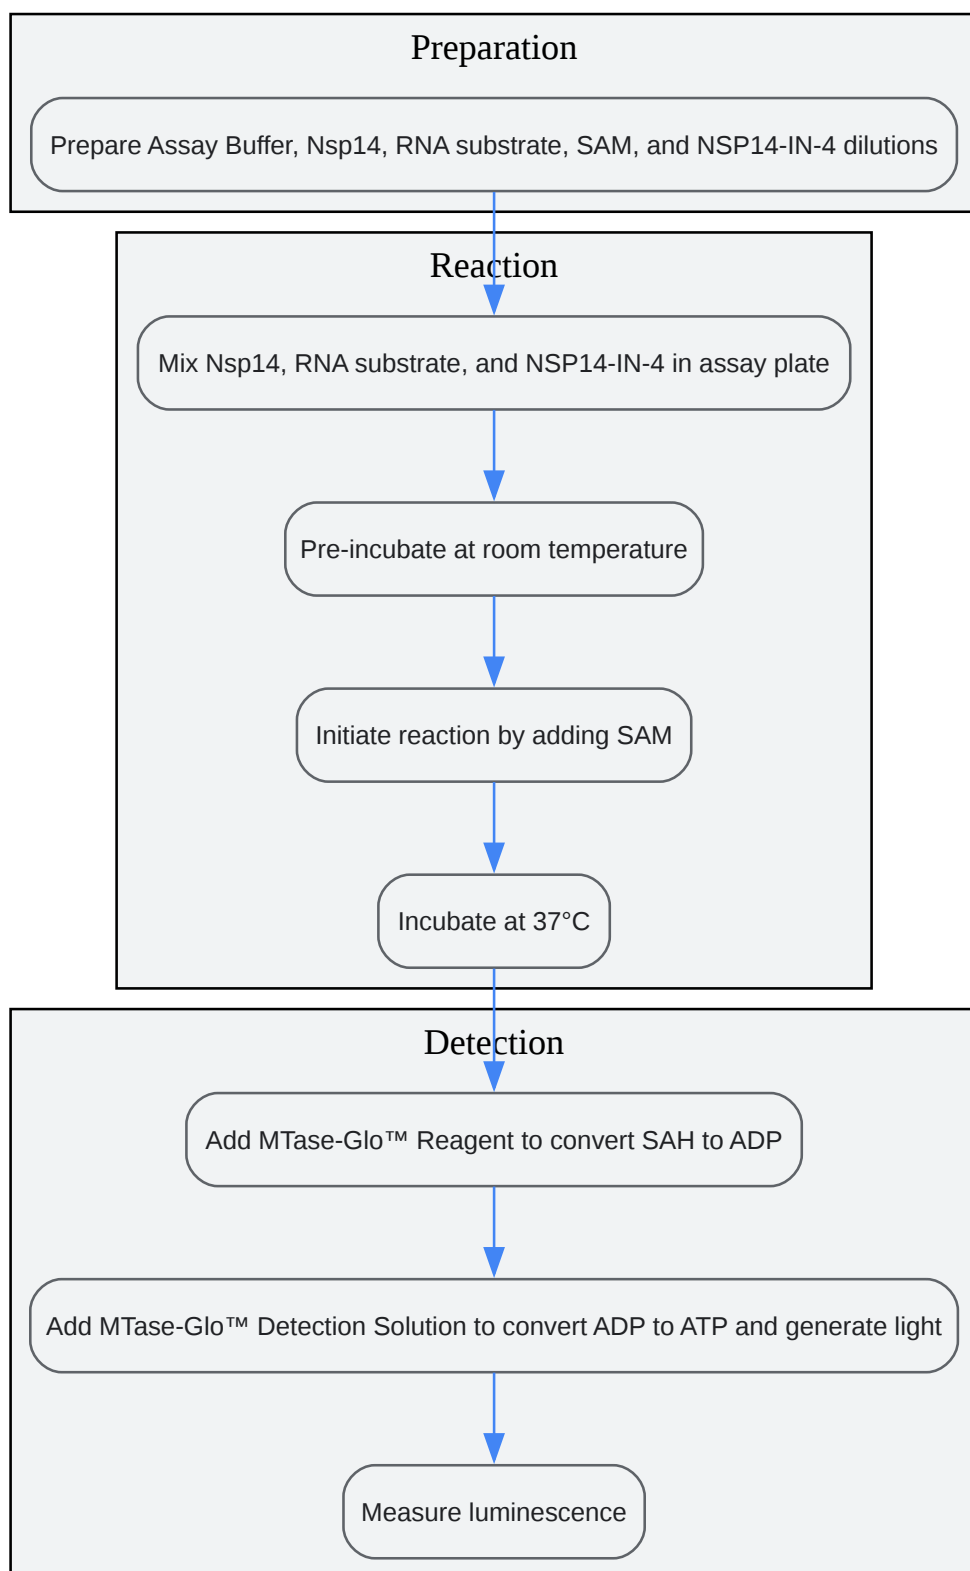 Preparation
Prepare Assay Buffer, Nsp14, RNA substrate, SAM, and NSP14-IN-4 dilutions
Reaction
Mix Nsp14, RNA substrate, and NSP14-IN-4 in assay plate
Pre-incubate at room temperature
Initiate reaction by adding SAM
Incubate at 37°C
Detection
Add MTase-Glo™ Reagent to convert SAH to ADP
Add MTase-Glo™ Detection Solution to convert ADP to ATP and generate light
Measure luminescence